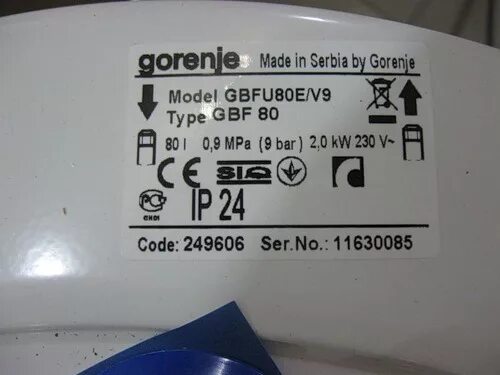 gorenje Made in Serbia by Gorenje
Model GBFU80E/V9
Type GBF 80
80 l 0,9 MPa (9 bar) 2,0 kW 230 V~
CE SIQ
IP 24
Code: 249606 Ser.No.: 11630085